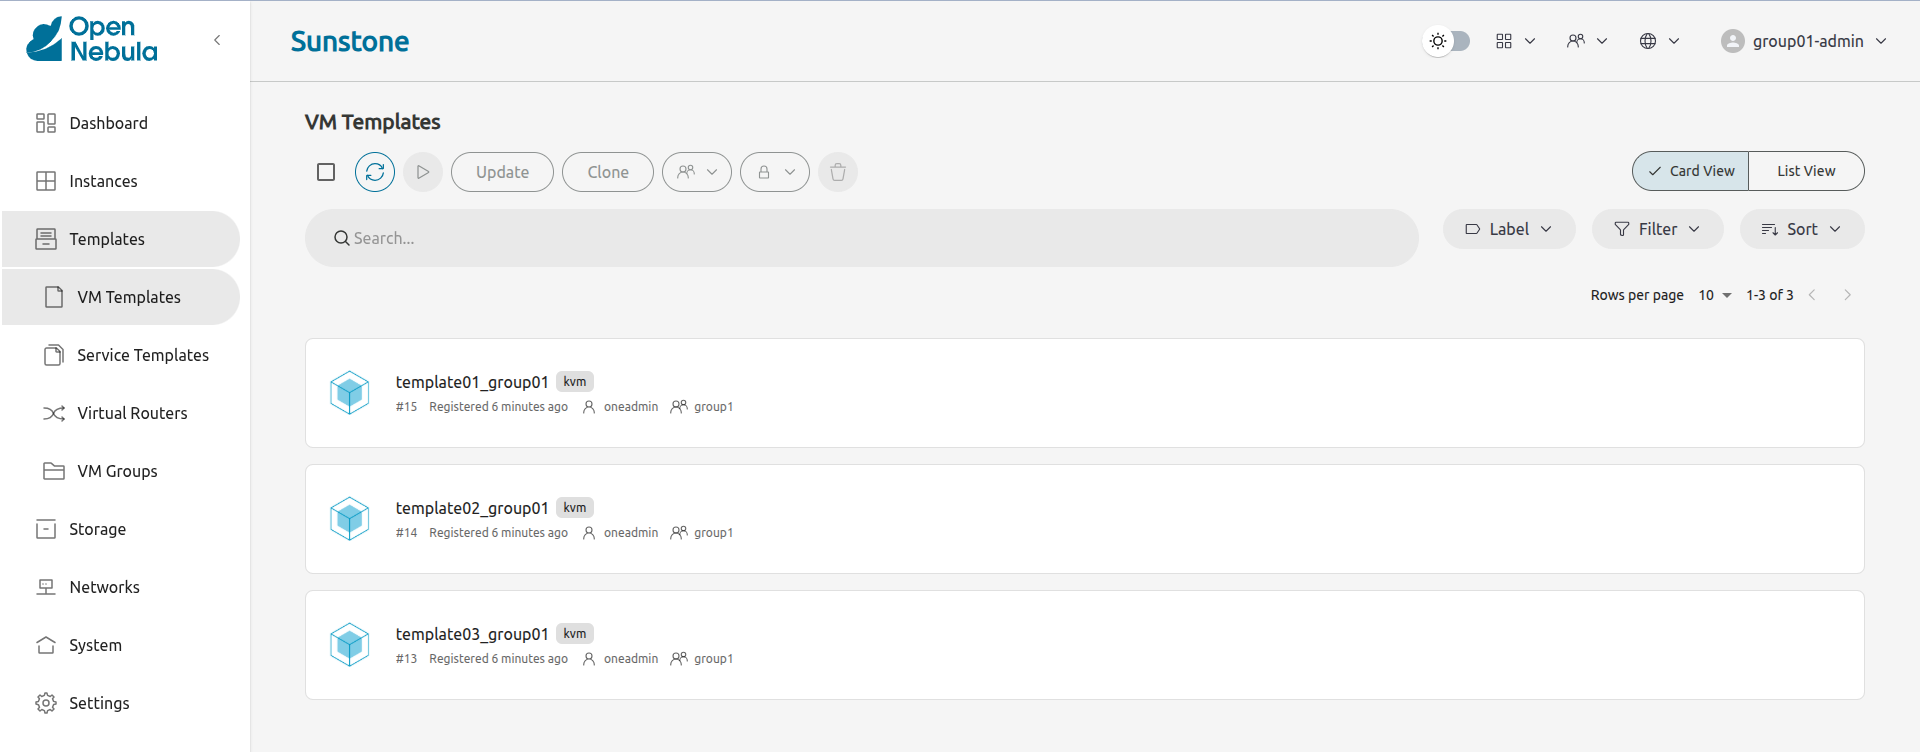 Open
Nebula
Sunstone
group01-admin
Dashboard
Instances
Templates
VM Templates
Service Templates
Virtual Routers
VM Groups
Storage
Networks
System
Settings
VM Templates
Update
Clone
Card View
List View
Search...
Label
Filter
Sort
Rows per page 10 1-3 of 3
template01_group01 kvm
#15 Registered 6 minutes ago oneadmin group1
template02_group01 kvm
#14 Registered 6 minutes ago oneadmin group1
template03_group01 kvm
#13 Registered 6 minutes ago oneadmin group1